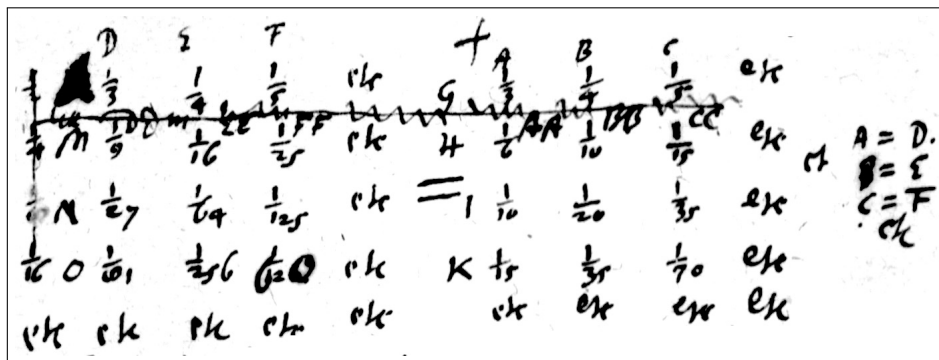 D E F + A B C
1/3 1/4 1/5 etc G 1/3 1/4 1/5 etc
M 1/9 1/16 1/25 etc H 1/6 1/10 1/15 etc
N 1/27 1/64 1/125 etc = 1 1/10 1/20 1/35 etc
1/16 O 1/81 1/256 etc K 1/15 1/35 1/70 etc
etc etc etc etc etc etc etc etc etc
A = D.
B = E
C = F
etc